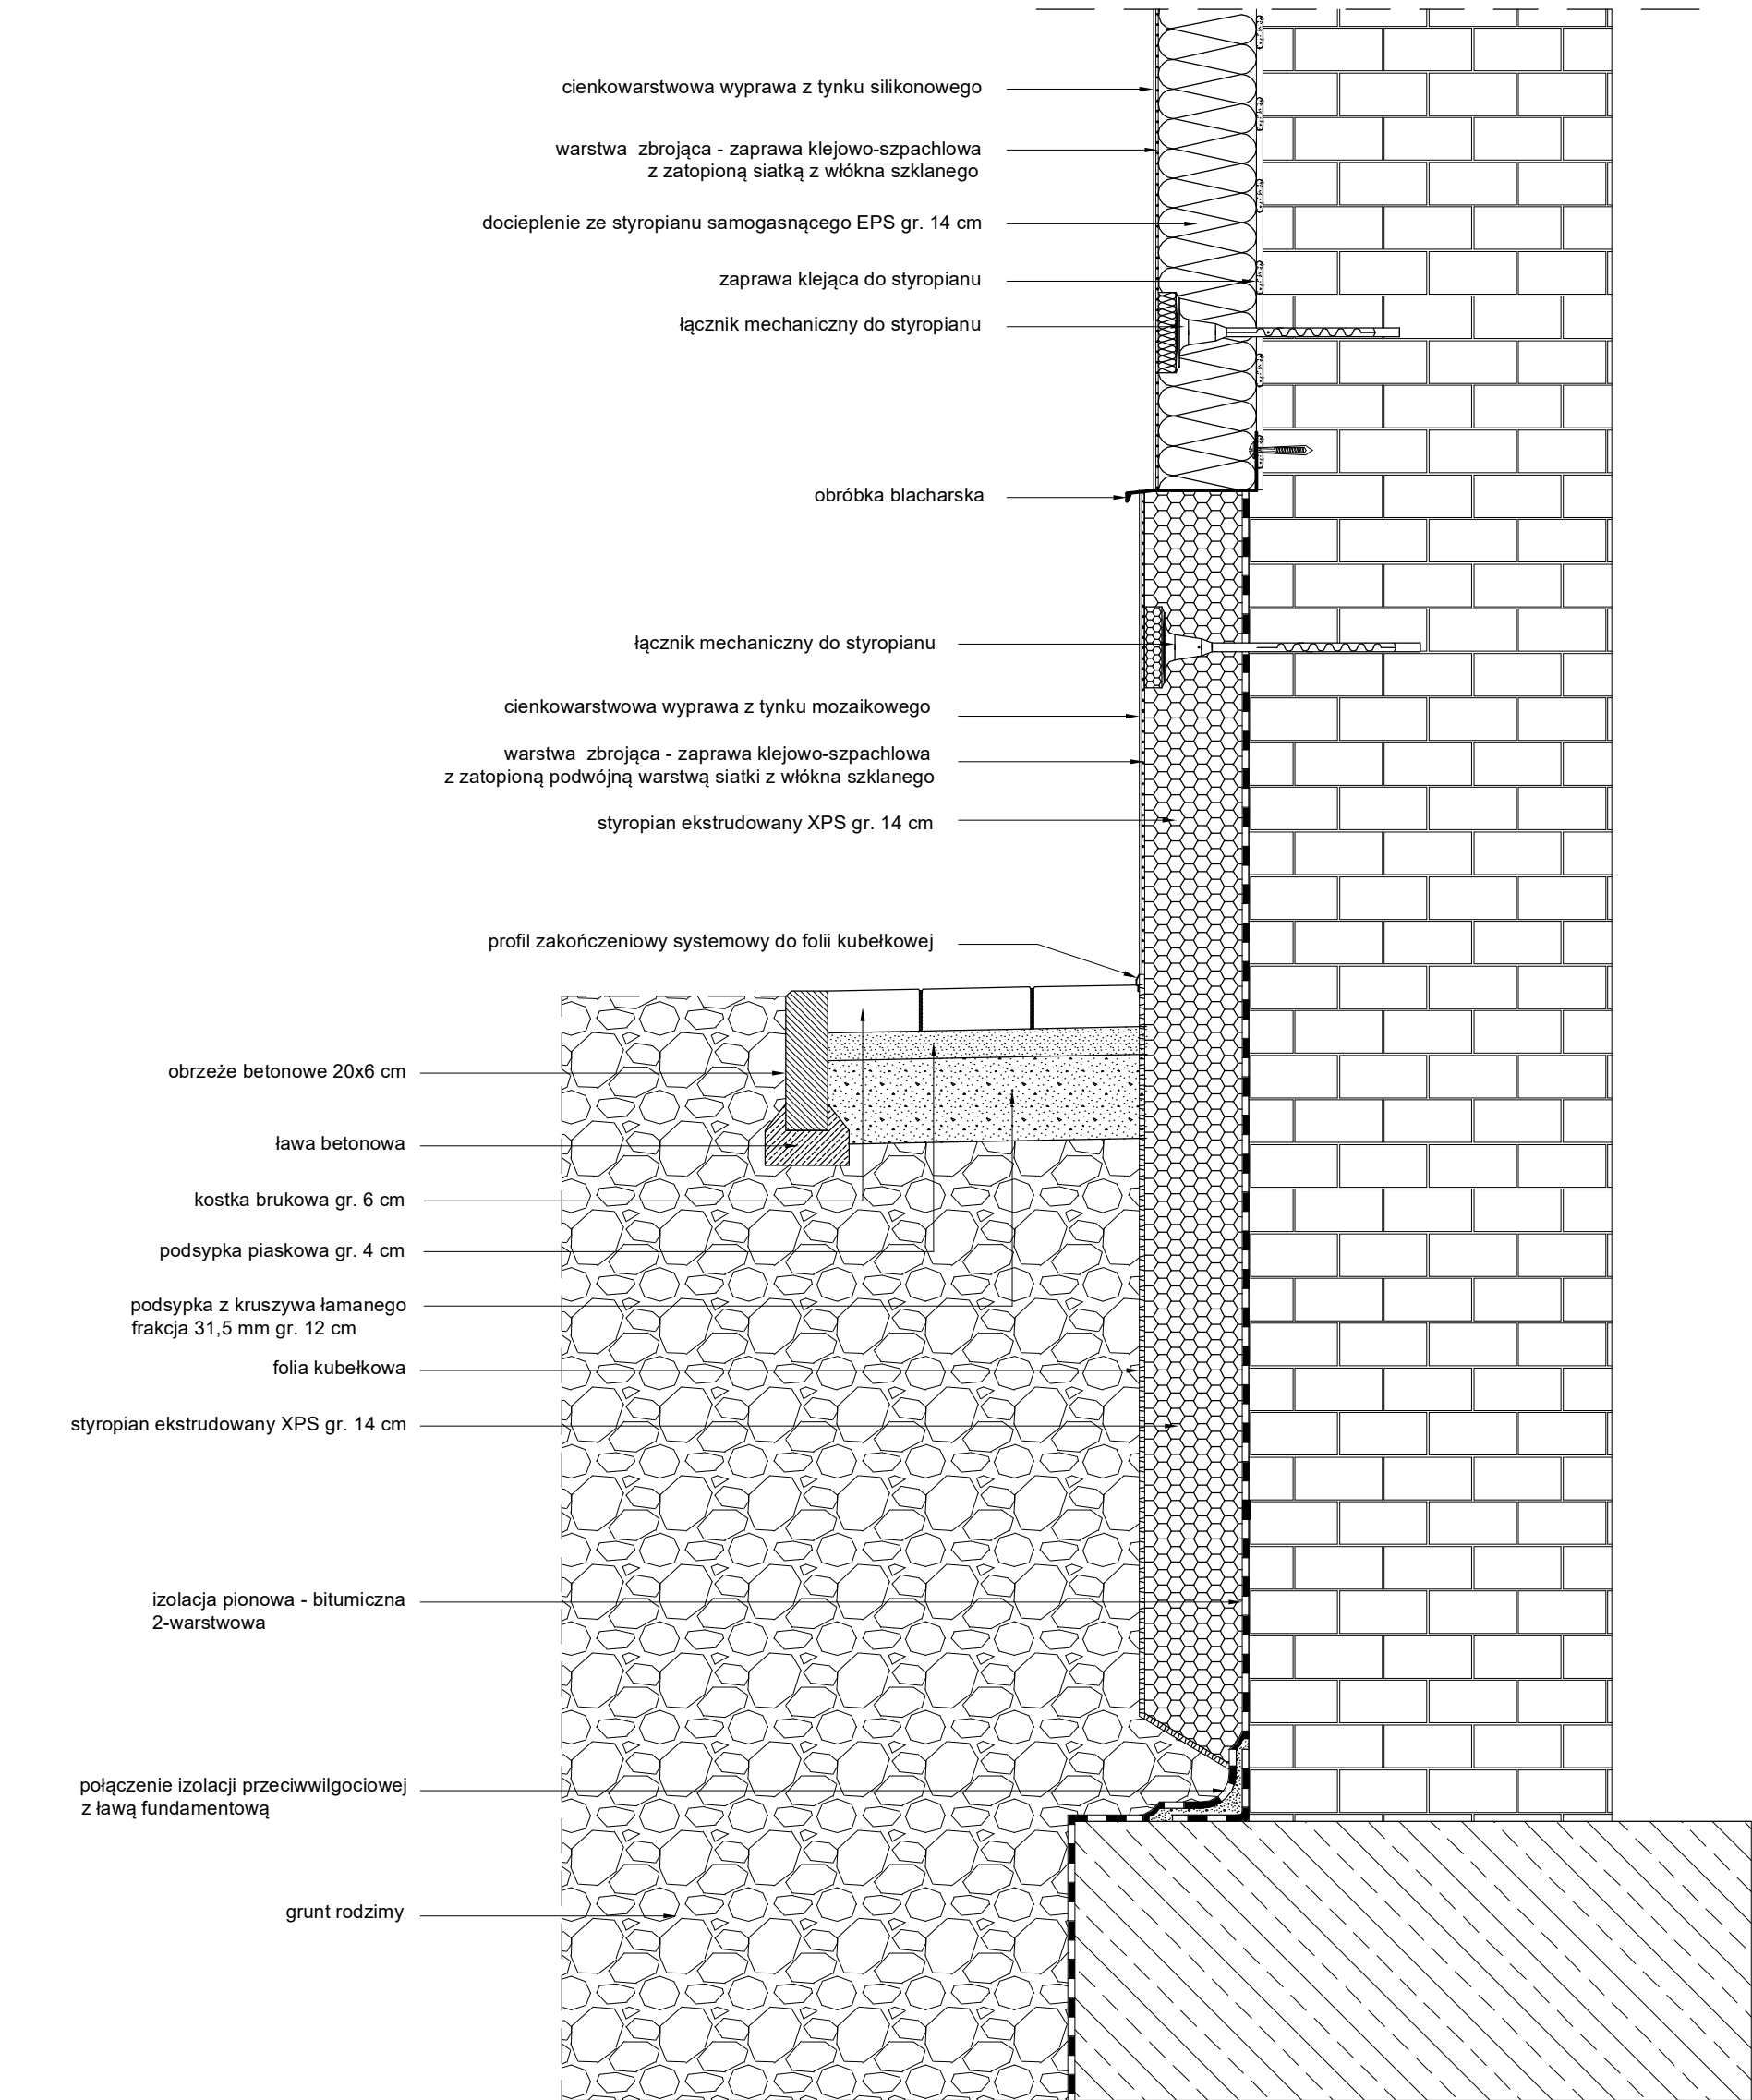 cienkowarstwowa wyprawa z tynku silikonowego
warstwa zbrojąca - zaprawa klejowo-szpachlowa
z zatopioną siatką z włókna szklanego
docieplenie ze styropianu samogasnącego EPS gr. 14 cm
zaprawa klejąca do styropianu
łącznik mechaniczny do styropianu
obróbka blacharska
łącznik mechaniczny do styropianu
cienkowarstwowa wyprawa z tynku mozaikowego
warstwa zbrojąca - zaprawa klejowo-szpachlowa
z zatopioną podwójną warstwą siatki z włókna szklanego
styropian ekstrudowany XPS gr. 14 cm
profil zakończeniowy systemowy do folii kubełkowej
obrzeże betonowe 20x6 cm
ława betonowa
kostka brukowa gr. 6 cm
podsypka piaskowa gr. 4 cm
podsypka z kruszywa łamanego
frakcja 31,5 mm gr. 12 cm
folia kubełkowa
styropian ekstrudowany XPS gr. 14 cm
izolacja pionowa - bitumiczna
2-warstwowa
połączenie izolacji przeciwwilgociowej
z ławą fundamentową
grunt rodzimy